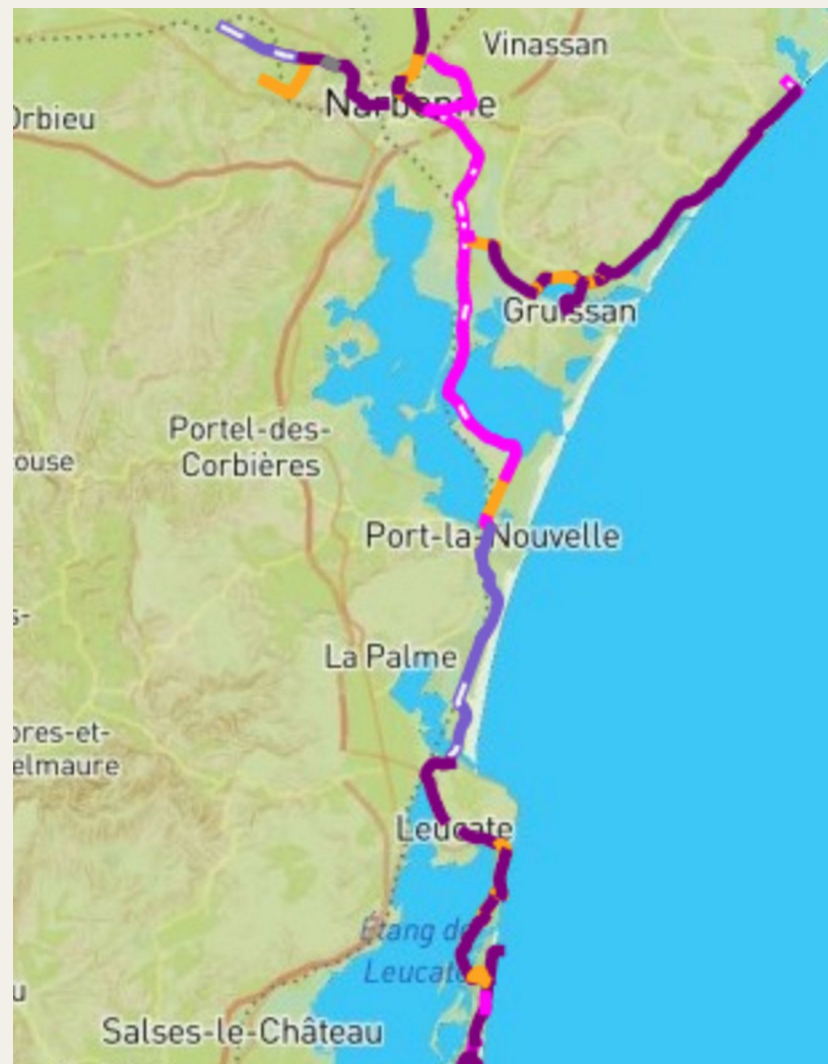 Vinassan
Narbonne
Orbieu
Gruissan
Portel-des-
Corbières
ouse
Port-la-Nouvelle
s-
La Palme
ores-et-
elmaure
Leucate
Étang de
Leucate
u
Salses-le-Château